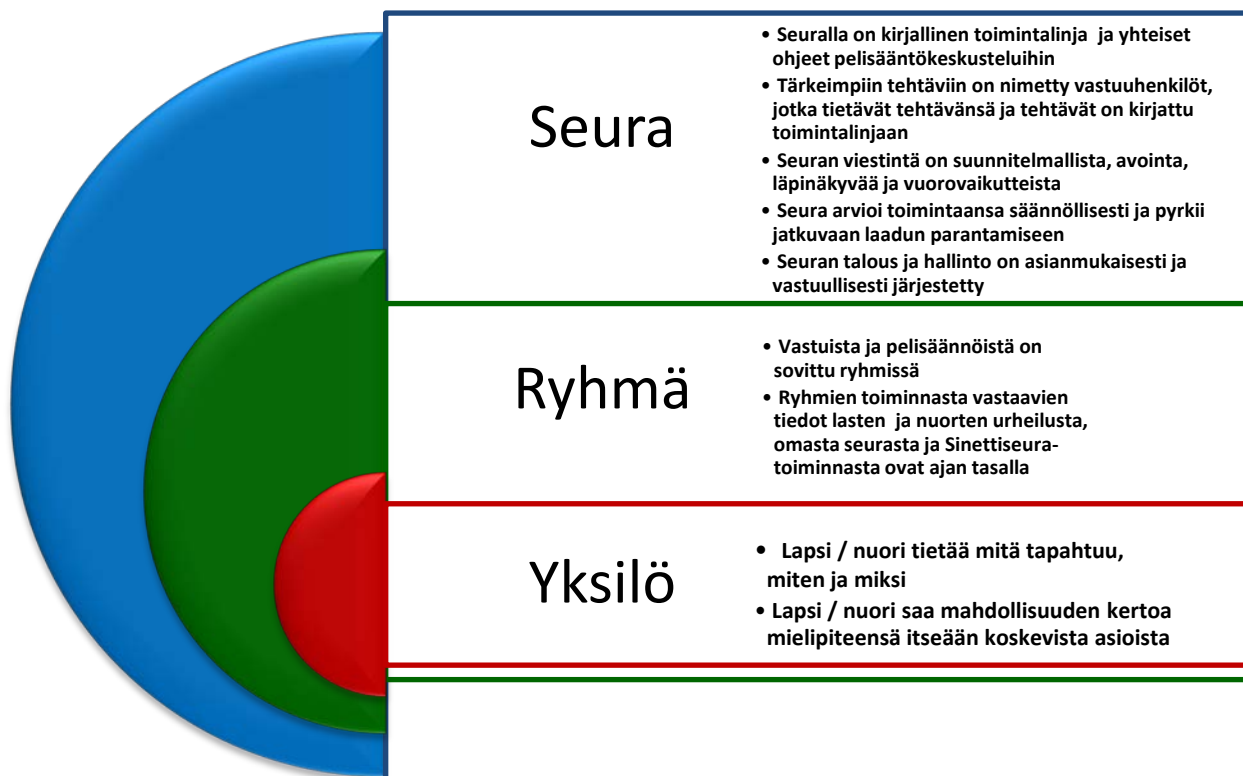 Seura
• Seuralla on kirjallinen toimintalinja ja yhteiset
ohjeet pelisääntökeskusteluihin
• Tärkeimpiin tehtäviin on nimetty vastuuhenkilöt,
jotka tietävät tehtävänsä ja tehtävät on kirjattu
toimintalinjaan
• Seuran viestintä on suunnitelmallista, avointa,
läpinäkyvää ja vuorovaikutteista
• Seura arvioi toimintaansa säännöllisesti ja pyrkii
jatkuvaan laadun parantamiseen
• Seuran talous ja hallinto on asianmukaisesti ja
vastuullisesti järjestetty
Ryhmä
• Vastuista ja pelisäännöistä on
sovittu ryhmissä
• Ryhmien toiminnasta vastaavien
tiedot lasten ja nuorten urheilusta,
omasta seurasta ja Sinettiseura-
toiminnasta ovat ajan tasalla
Yksilö
• Lapsi / nuori tietää mitä tapahtuu,
miten ja miksi
• Lapsi / nuori saa mahdollisuuden kertoa
mielipiteensä itseään koskevista asioista